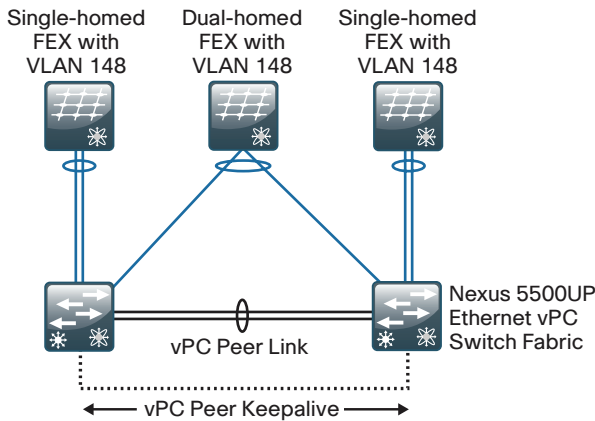 Single-homed
FEX with
VLAN 148
Dual-homed
FEX with
VLAN 148
Single-homed
FEX with
VLAN 148
Nexus 5500UP
Ethernet vPC
Switch Fabric
vPC Peer Link
vPC Peer Keepalive